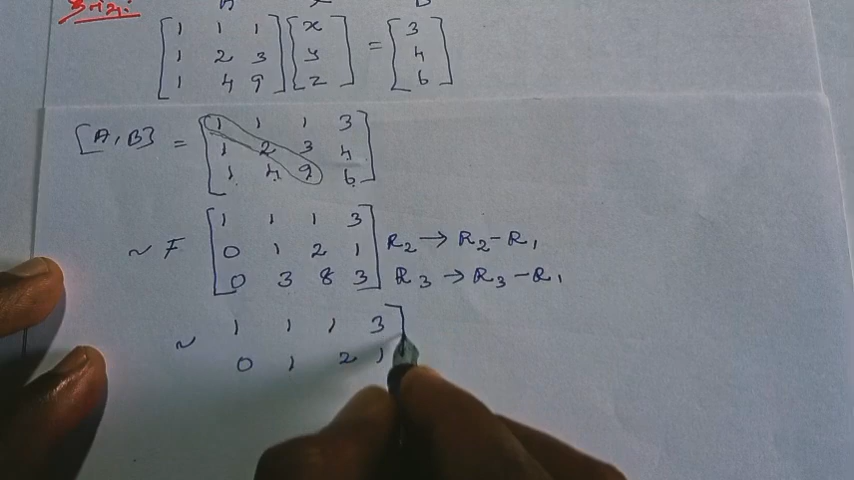 A x B
[1 1 1] [x] = [3]
[1 2 3] [y] [4]
[1 4 9] [z] [6]
[A,B] = [1 1 1 3]
[1 2 3 4]
[1 4 9 6]
~ F [1 1 1 3]
[0 1 2 1] R₂ → R₂-R₁
[0 3 8 3] R₃ → R₃-R₁
~ 1 1 1 3]
0 1 2 1